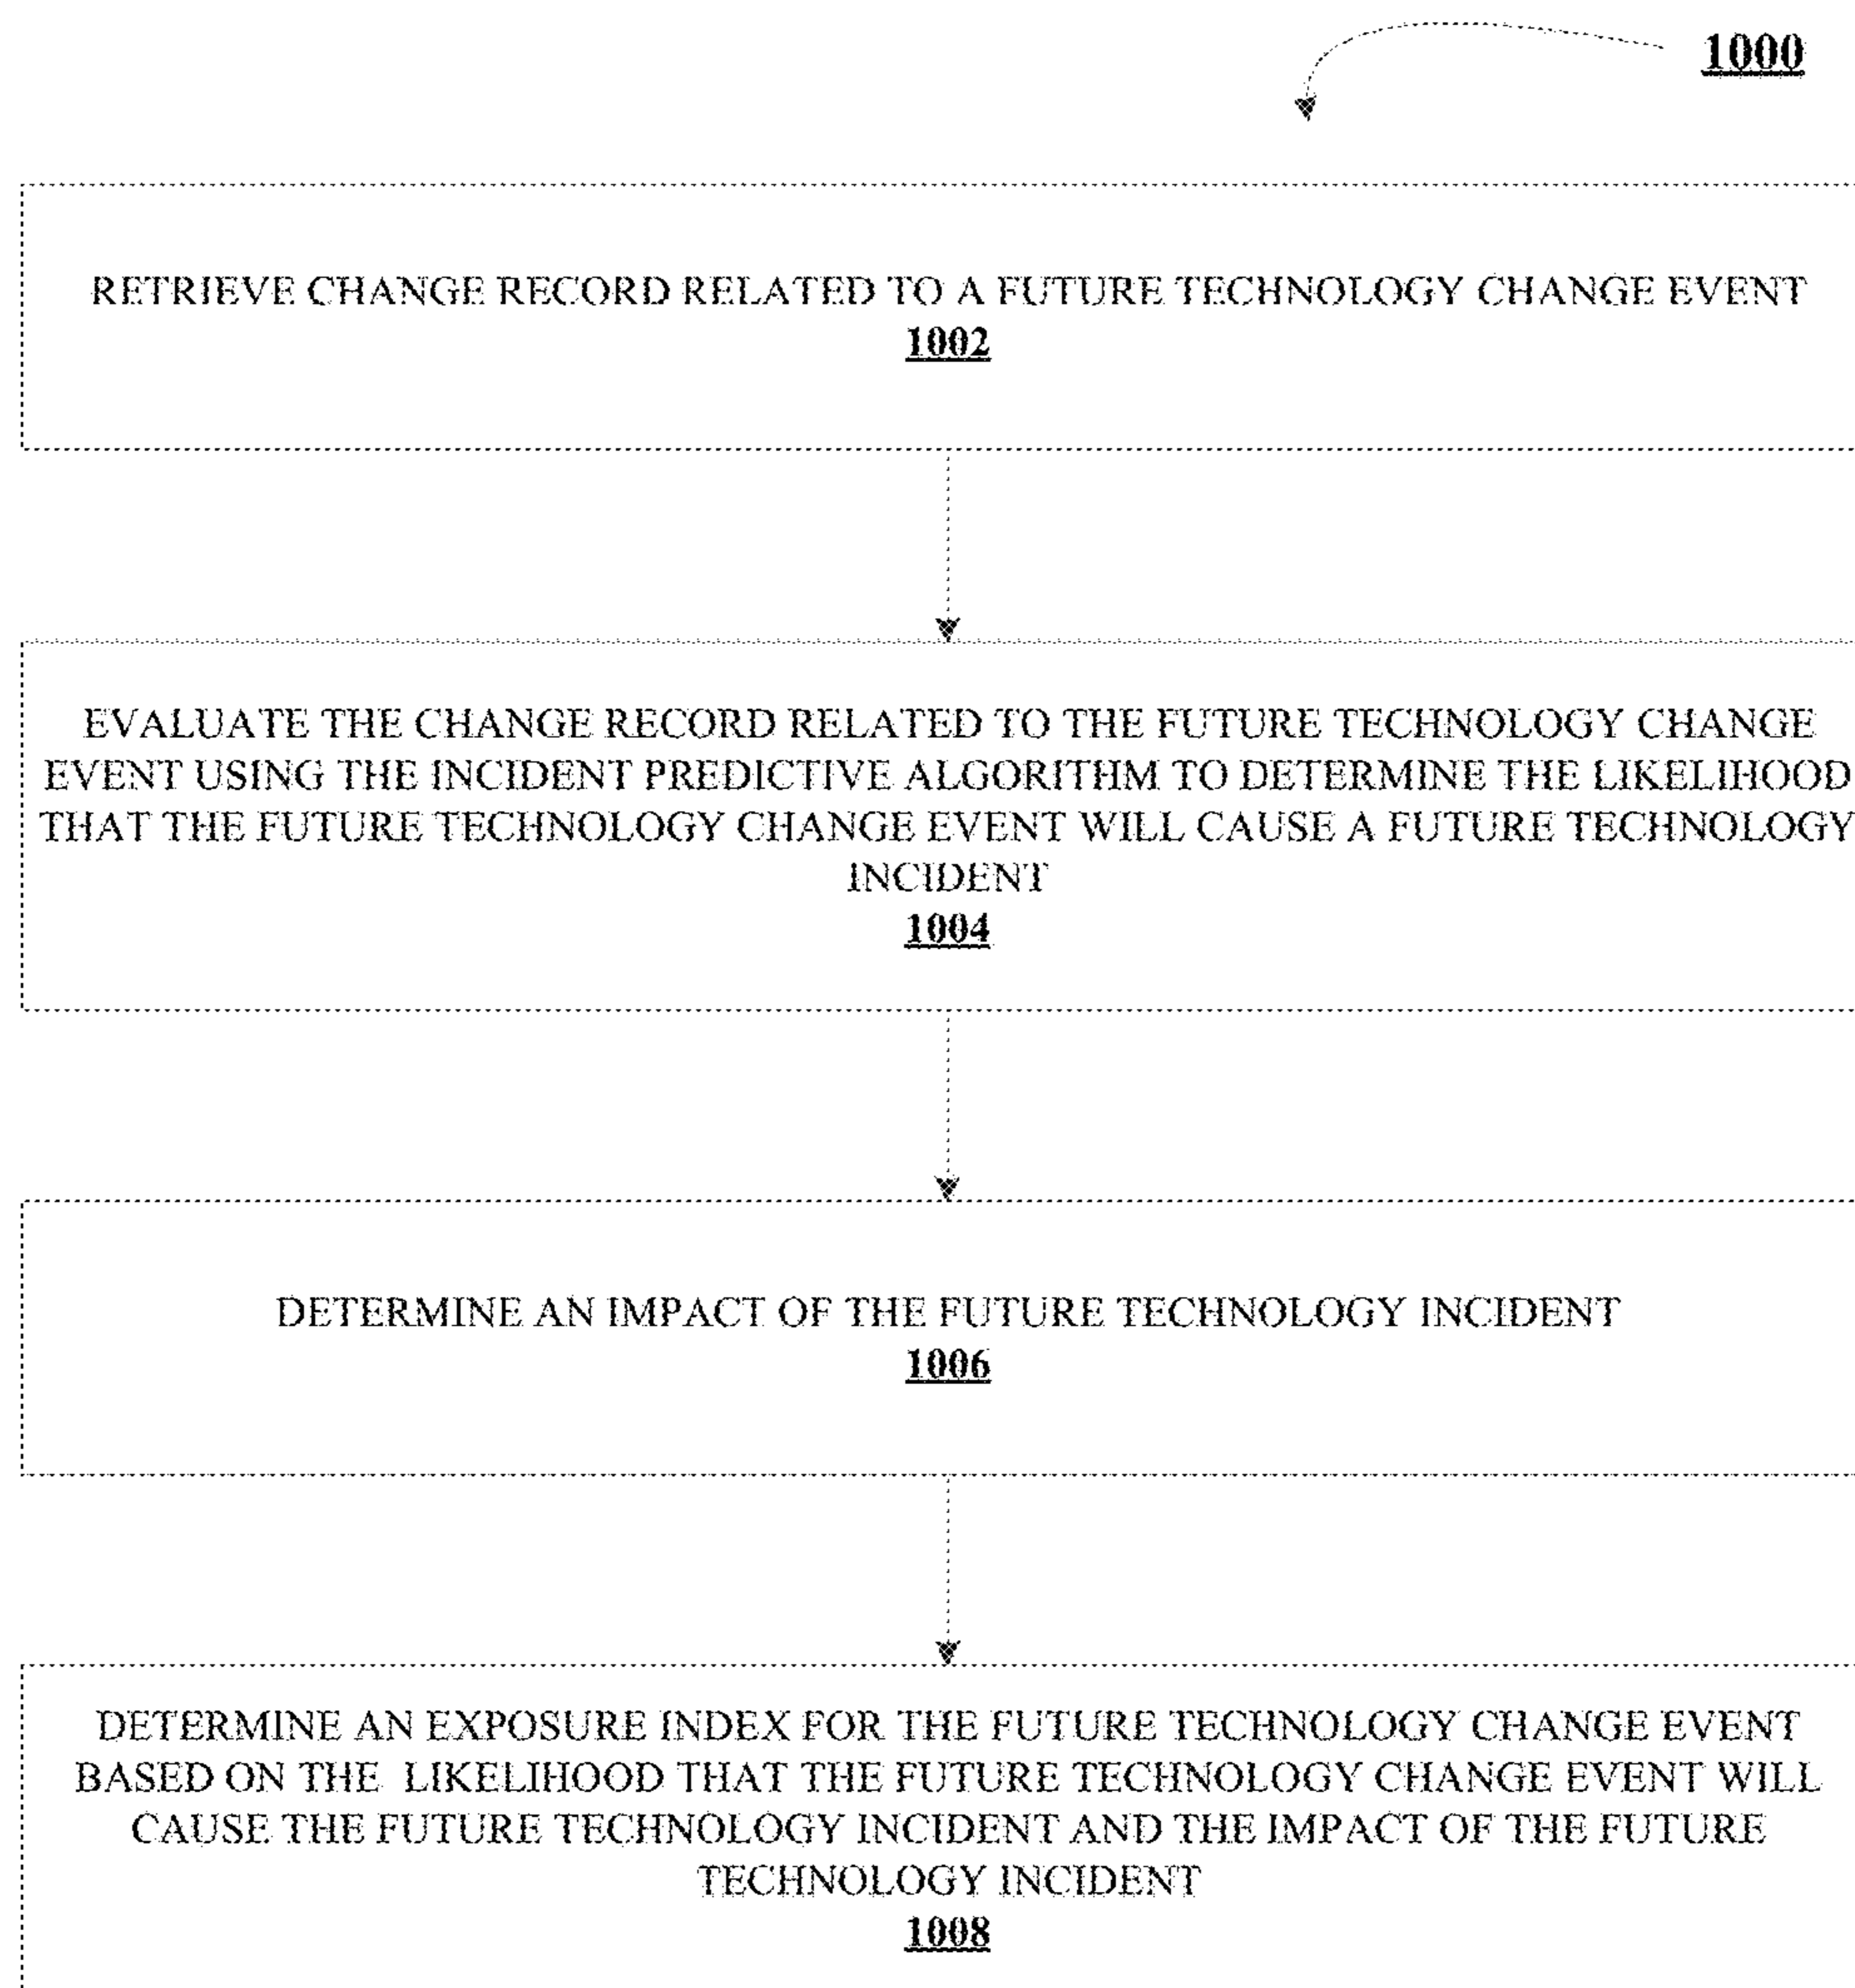 1000
RETRIEVE CHANGE RECORD RELATED TO A FUTURE TECHNOLOGY CHANGE EVENT
1002
EVALUATE THE CHANGE RECORD RELATED TO THE FUTURE TECHNOLOGY CHANGE
EVENT USING THE INCIDENT PREDICTIVE ALGORITHM TO DETERMINE THE LIKELIHOOD
THAT THE FUTURE TECHNOLOGY CHANGE EVENT WILL CAUSE A FUTURE TECHNOLOGY
INCIDENT
1004
DETERMINE AN IMPACT OF THE FUTURE TECHNOLOGY INCIDENT
1006
DETERMINE AN EXPOSURE INDEX FOR THE FUTURE TECHNOLOGY CHANGE EVENT
BASED ON THE LIKELIHOOD THAT THE FUTURE TECHNOLOGY CHANGE EVENT WILL
CAUSE THE FUTURE TECHNOLOGY INCIDENT AND THE IMPACT OF THE FUTURE
TECHNOLOGY INCIDENT
1008